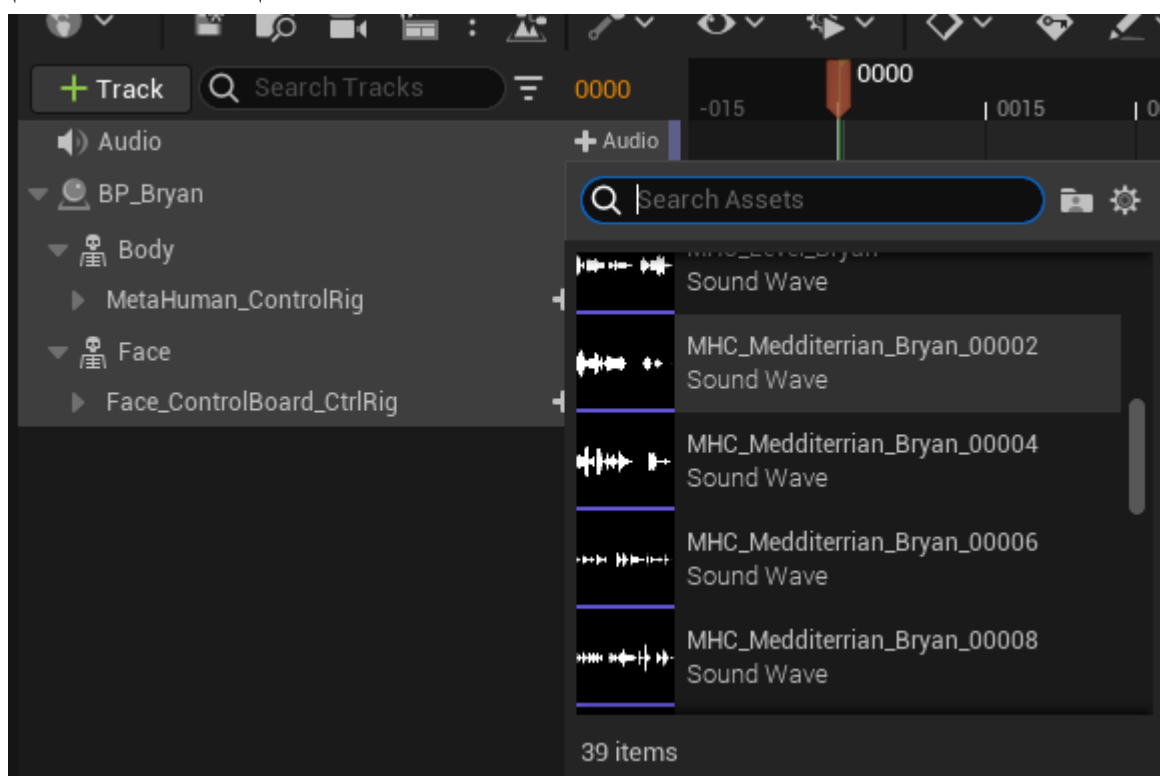 Track
Search Tracks
0000
0000
-015
0015
Audio
Audio
BP_Bryan
Search Assets
Body
MHC_Level_Bryan
Sound Wave
MetaHuman_ControlRig
MHC_Medditerrian_Bryan_00002
Face
Sound Wave
Face_ControlBoard_CtrlRig
MHC_Medditerrian_Bryan_00004
Sound Wave
MHC_Medditerrian_Bryan_00006
Sound Wave
MHC_Medditerrian_Bryan_00008
Sound Wave
39 items